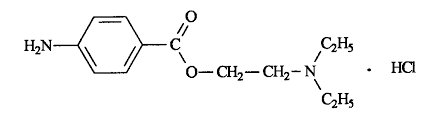 O
H₂N
C
C₂H₅
O–CH₂–CH₂–N
· HCl
C₂H₅